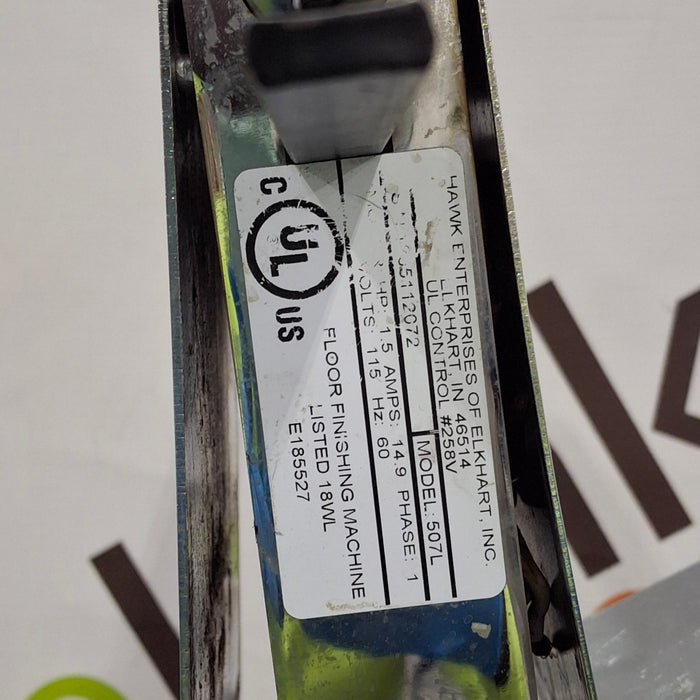 HAWK ENTERPRISES OF ELKHART, INC.
ELKHART, IN 46514
UL CONTROL #258V
MODEL: 507L
HP: 1.5 AMPS: 14.9 PHASE: 1
VOLTS: 115 Hz: 60
FLOOR FINISHING MACHINE
LISTED 18WL
E185527
C UL US